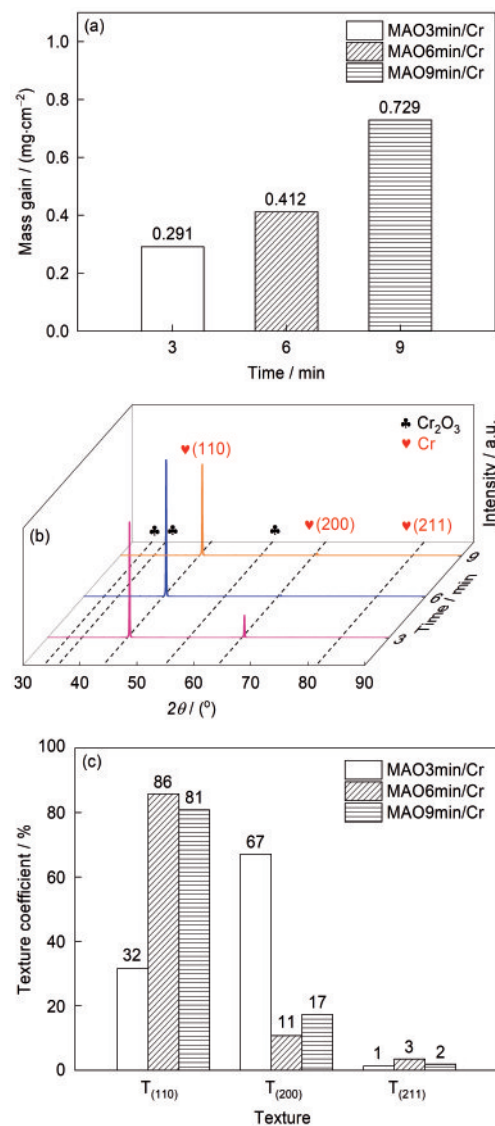 (a)
MAO3min/Cr
MAO6min/Cr
MAO9min/Cr
Mass gain / (mg·cm⁻²)
1.0
0.8
0.6
0.4
0.2
0.0
0.291
0.412
0.729
3
6
9
Time / min
(b)
♣ Cr₂O₃
♥ Cr
♥(110)
♣ ♣ ♣
♥(200)
♥(211)
Intensity / a.u.
9
6
3
Time / min
30 40 50 60 70 80 90
2θ / (°)
(c)
MAO3min/Cr
MAO6min/Cr
MAO9min/Cr
Texture coefficient / %
100
80
60
40
20
0
32
86
81
67
11
17
1
3
2
T₍₁₁₀₎
T₍₂₀₀₎
T₍₂₁₁₎
Texture